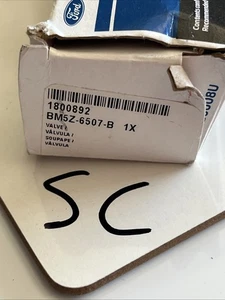 Ford
1800892
BM5Z-6507-B 1X
VALVE E
VÁLVULA /
SOUPAPE /
VÁLVULA
SC